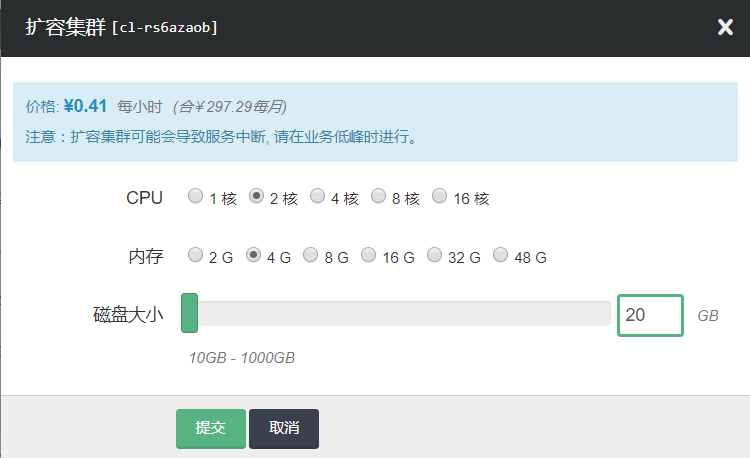 扩容集群 [cl-rs6azaob]
价格: ¥0.41 每小时 (合￥297.29每月)
注意：扩容集群可能会导致服务中断, 请在业务低峰时进行。
CPU 1 核 2 核 4 核 8 核 16 核
内存 2 G 4 G 8 G 16 G 32 G 48 G
磁盘大小 20 GB
10GB - 1000GB
提交 取消